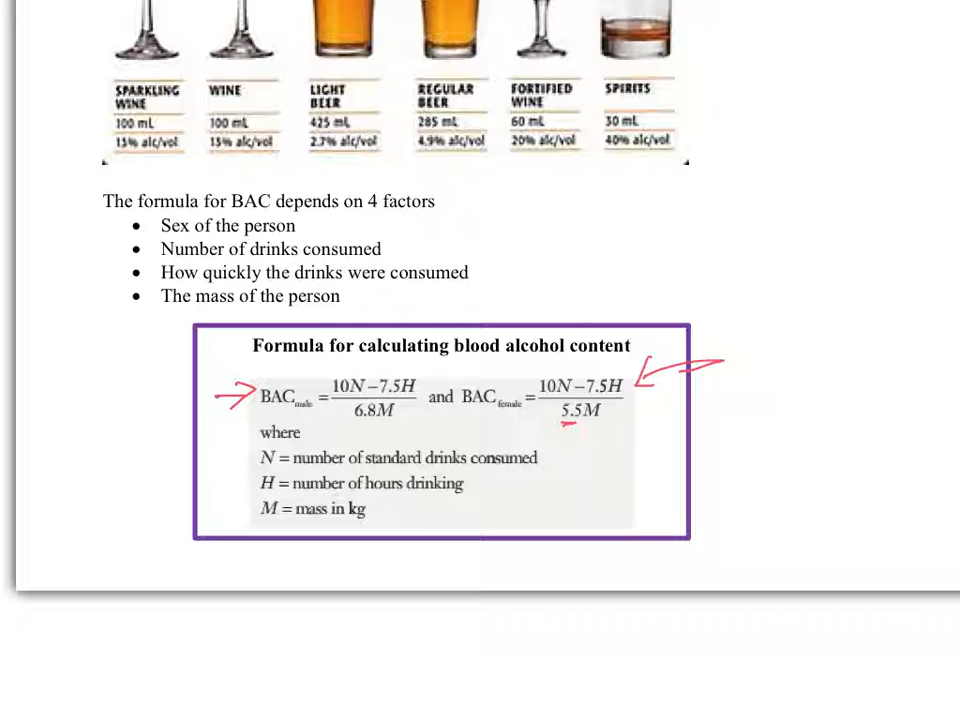 SPARKLING WINE WINE LIGHT BEER REGULAR BEER FORTIFIED WINE SPIRITS
100 mL 100 mL 425 mL 285 mL 60 mL 30 mL
13% alc/vol 13% alc/vol 2.7% alc/vol 4.9% alc/vol 20% alc/vol 40% alc/vol
The formula for BAC depends on 4 factors
• Sex of the person
• Number of drinks consumed
• How quickly the drinks were consumed
• The mass of the person
Formula for calculating blood alcohol content
BAC male = (10N – 7.5H)/(6.8M) and BAC female = (10N – 7.5H)/(5.5M)
where
N = number of standard drinks consumed
H = number of hours drinking
M = mass in kg